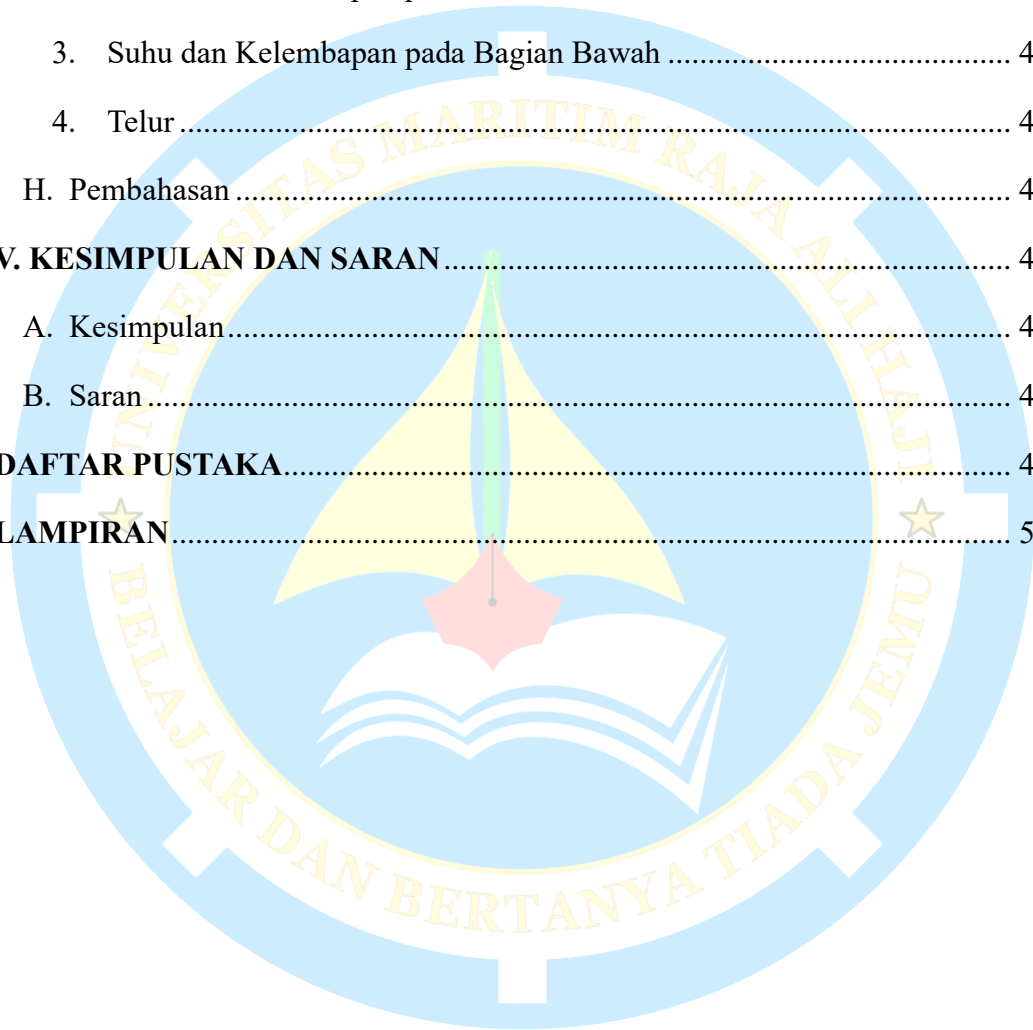 3. Suhu dan Kelembapan pada Bagian Bawah ........................................... 4
4. Telur ........................................................................................................ 4
H. Pembahasan ................................................................................................. 4
V. KESIMPULAN DAN SARAN ....................................................................... 4
A. Kesimpulan .................................................................................................. 4
B. Saran ............................................................................................................ 4
DAFTAR PUSTAKA ........................................................................................... 4
LAMPIRAN ......................................................................................................... 5
UNIVERSITAS MARITIM RAJA ALI HAJI
BELAJAR DAN BERTANYA TIADA JEMU